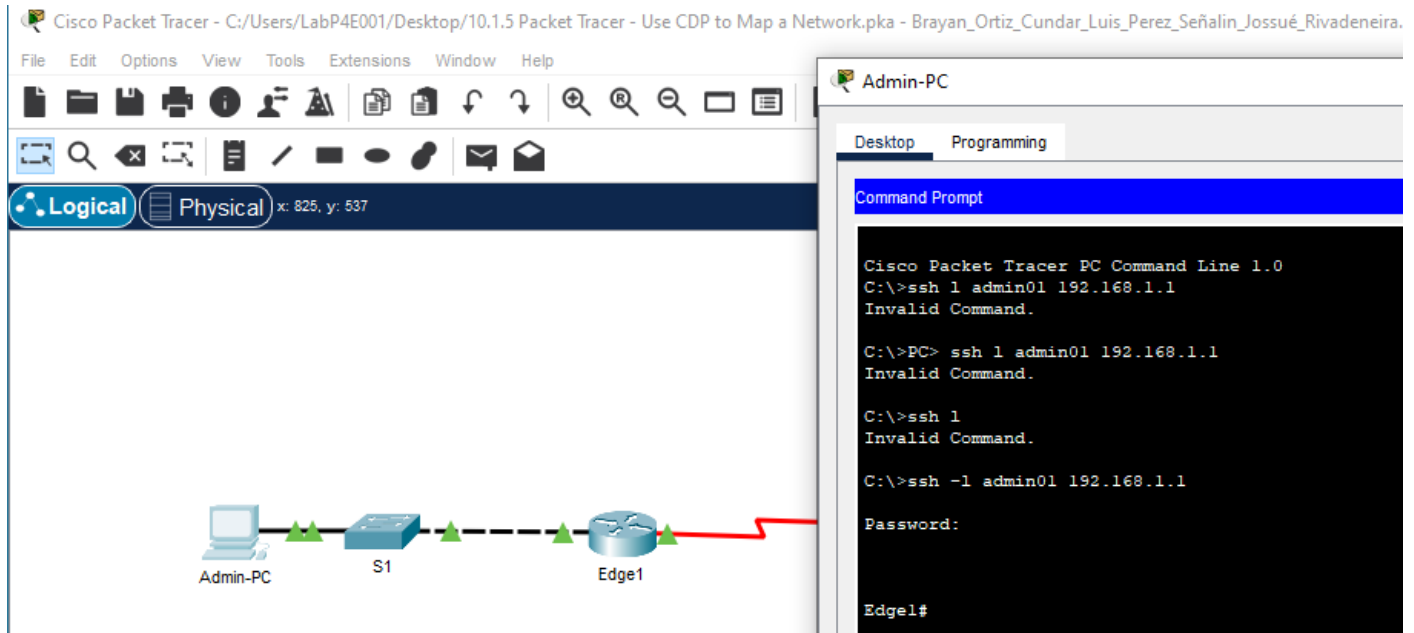 Cisco Packet Tracer - C:/Users/LabP4E001/Desktop/10.1.5 Packet Tracer - Use CDP to Map a Network.pka - Brayan_Ortiz_Cundar_Luis_Perez_Señalin_Jossué_Rivadeneira.
File Edit Options View Tools Extensions Window Help
Logical Physical x: 825, y: 537
Admin-PC
S1
Edge1
Admin-PC
Desktop Programming
Command Prompt
Cisco Packet Tracer PC Command Line 1.0
C:\>ssh l admin01 192.168.1.1
Invalid Command.
C:\>PC> ssh l admin01 192.168.1.1
Invalid Command.
C:\>ssh l
Invalid Command.
C:\>ssh -l admin01 192.168.1.1
Password:
Edge1#